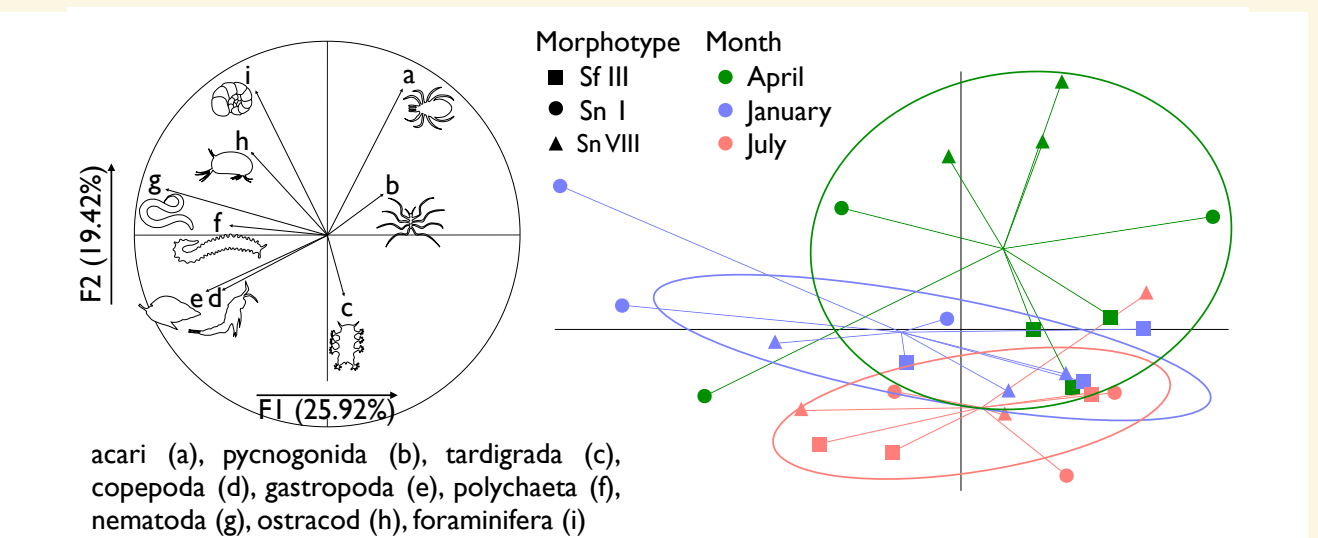 Morphotype Month
Sf III April
Sn I January
Sn VIII July
i
a
h
b
g
f
e d
c
F2 (19.42%)
F1 (25.92%)
acari (a), pycnogonida (b), tardigrada (c),
copepoda (d), gastropoda (e), polychaeta (f),
nematoda (g), ostracod (h), foraminifera (i)